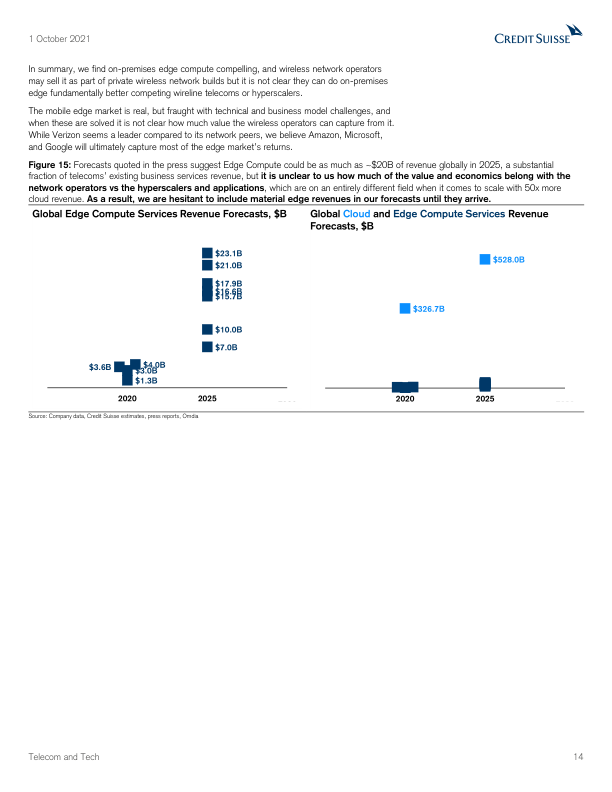 1 October 2021
CREDIT SUISSE
In summary, we find on-premises edge compute compelling, and wireless network operators
may sell it as part of private wireless network builds but it is not clear they can do on-premises
edge fundamentally better competing wireline telecoms or hyperscalers.
The mobile edge market is real, but fraught with technical and business model challenges, and
when these are solved it is not clear how much value the wireless operators can capture from it.
While Verizon seems a leader compared to its network peers, we believe Amazon, Microsoft,
and Google will ultimately capture most of the edge market's returns.
Figure 15: Forecasts quoted in the press suggest Edge Compute could be as much as ~$20B of revenue globally in 2025, a substantial
fraction of telecoms' existing business services revenue, but it is unclear to us how much of the value and economics belong with the
network operators vs the hyperscalers and applications, which are on an entirely different field when it comes to scale with 50x more
cloud revenue. As a result, we are hesitant to include material edge revenues in our forecasts until they arrive.
Global Edge Compute Services Revenue Forecasts, $B
$23.1B
$21.0B
$17.9B
$16.6B
$15.7B
$10.0B
$7.0B
$3.6B
$4.0B
$3.0B
$1.3B
2020
2025
Global Cloud and Edge Compute Services Revenue
Forecasts, $B
$528.0B
$326.7B
2020
2025
Source: Company data, Credit Suisse estimates, press reports, Omdia
Telecom and Tech
14